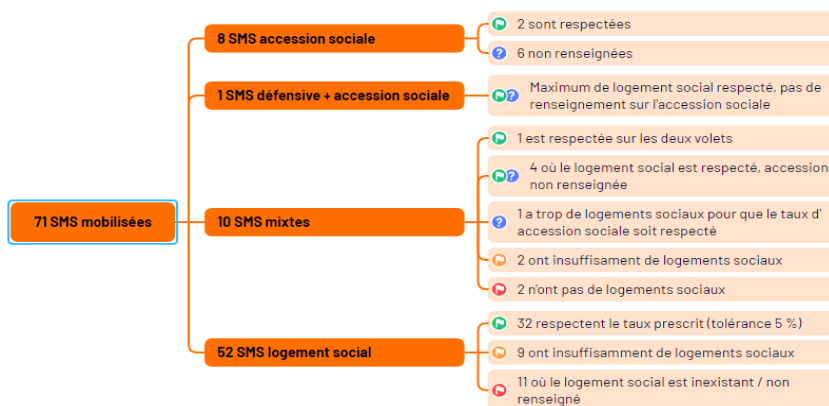 71 SMS mobilisées
8 SMS accession sociale
2 sont respectées
6 non renseignées
1 SMS défensive + accession sociale
Maximum de logement social respecté, pas de
renseignement sur l'accession sociale
10 SMS mixtes
1 est respectée sur les deux volets
4 où le logement social est respecté, accession
non renseignée
1 a trop de logements sociaux pour que le taux d'
accession sociale soit respecté
2 ont insuffisament de logements sociaux
2 n'ont pas de logements sociaux
52 SMS logement social
32 respectent le taux prescrit (tolérance 5 %)
9 ont insuffisamment de logements sociaux
11 où le logement social est inexistant / non
renseigné